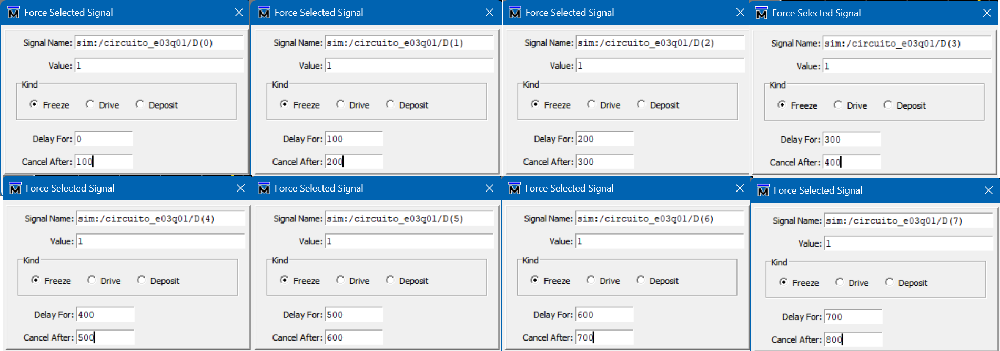 Force Selected Signal
Signal Name: sim:/circuito_e03q01/D(0)
Value: 1
Kind
Freeze Drive Deposit
Delay For: 0
Cancel After: 100
Force Selected Signal
Signal Name: sim:/circuito_e03q01/D(1)
Value: 1
Kind
Freeze Drive Deposit
Delay For: 100
Cancel After: 200
Force Selected Signal
Signal Name: sim:/circuito_e03q01/D(2)
Value: 1
Kind
Freeze Drive Deposit
Delay For: 200
Cancel After: 300
Force Selected Signal
Signal Name: sim:/circuito_e03q01/D(3)
Value: 1
Kind
Freeze Drive Deposit
Delay For: 300
Cancel After: 400
Force Selected Signal
Signal Name: sim:/circuito_e03q01/D(4)
Value: 1
Kind
Freeze Drive Deposit
Delay For: 400
Cancel After: 500
Force Selected Signal
Signal Name: sim:/circuito_e03q01/D(5)
Value: 1
Kind
Freeze Drive Deposit
Delay For: 500
Cancel After: 600
Force Selected Signal
Signal Name: sim:/circuito_e03q01/D(6)
Value: 1
Kind
Freeze Drive Deposit
Delay For: 600
Cancel After: 700
Force Selected Signal
Signal Name: sim:/circuito_e03q01/D(7)
Value: 1
Kind
Freeze Drive Deposit
Delay For: 700
Cancel After: 800